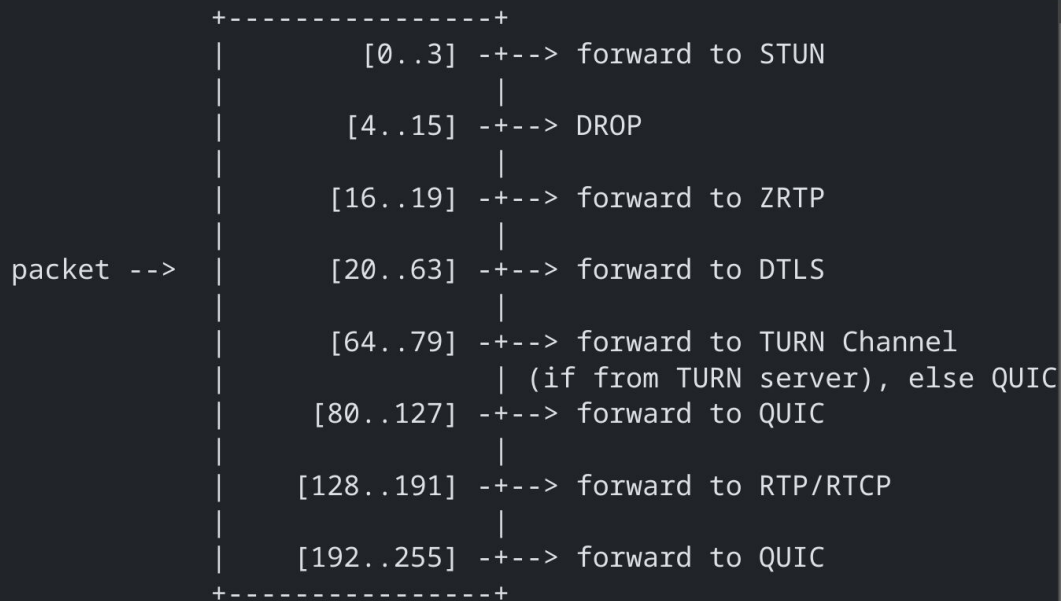 +----------------+
| [0..3] -+--> forward to STUN
| |
| [4..15] -+--> DROP
| |
| [16..19] -+--> forward to ZRTP
| |
packet --> | [20..63] -+--> forward to DTLS
| |
| [64..79] -+--> forward to TURN Channel
| | (if from TURN server), else QUIC
| [80..127] -+--> forward to QUIC
| |
| [128..191] -+--> forward to RTP/RTCP
| |
| [192..255] -+--> forward to QUIC
+----------------+